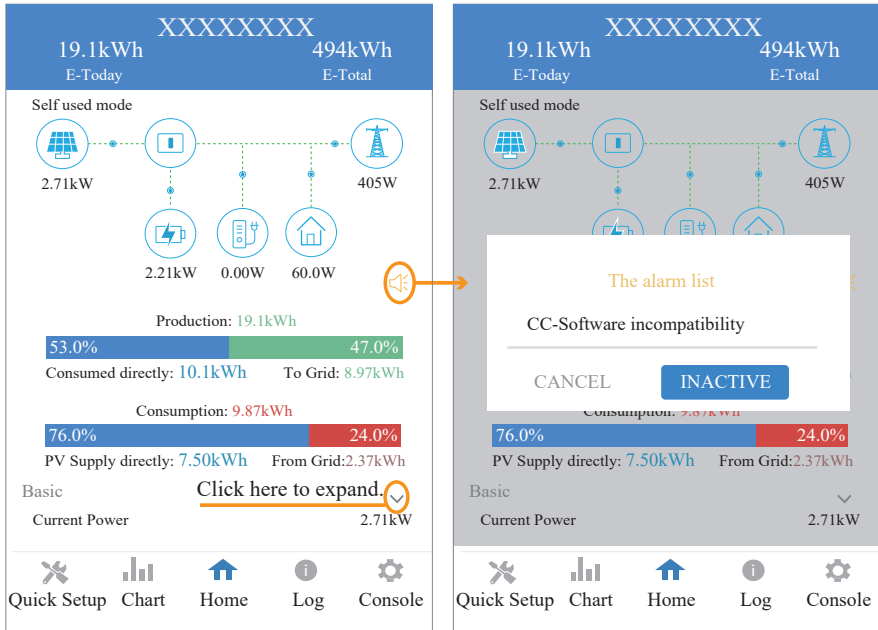 XXXXXXXX
19.1kWh 494kWh
E-Today E-Total
Self used mode
2.71kW 405W
2.21kW 0.00W 60.0W
Production: 19.1kWh
53.0% 47.0%
Consumed directly: 10.1kWh To Grid: 8.97kWh
Consumption: 9.87kWh
76.0% 24.0%
PV Supply directly: 7.50kWh From Grid:2.37kWh
Basic Click here to expand.
Current Power 2.71kW
Quick Setup Chart Home Log Console
XXXXXXXX
19.1kWh 494kWh
E-Today E-Total
Self used mode
2.71kW 405W
The alarm list
CC-Software incompatibility
CANCEL INACTIVE
Consumption: 9.87kWh
76.0% 24.0%
PV Supply directly: 7.50kWh From Grid:2.37kWh
Basic
Current Power 2.71kW
Quick Setup Chart Home Log Console